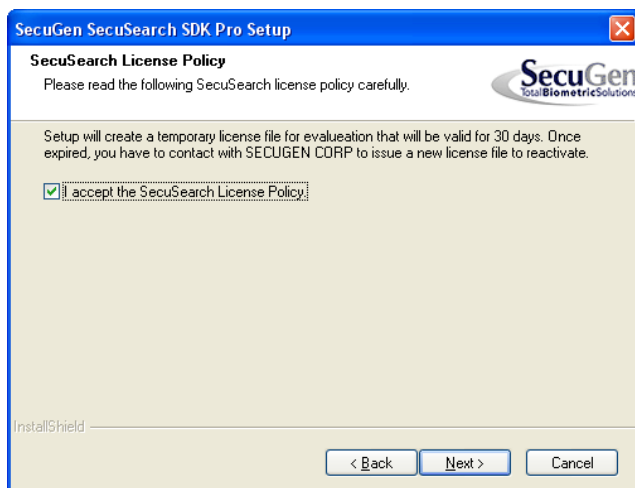 SecuGen SecuSearch SDK Pro Setup
SecuSearch License Policy
Please read the following SecuSearch license policy carefully.
SecuGen
Total Biometric Solutions
Setup will create a temporary license file for evalueation that will be valid for 30 days. Once
expired, you have to contact with SECUGEN CORP to issue a new license file to reactivate.
I accept the SecuSearch License Policy.
InstallShield
< Back
Next >
Cancel